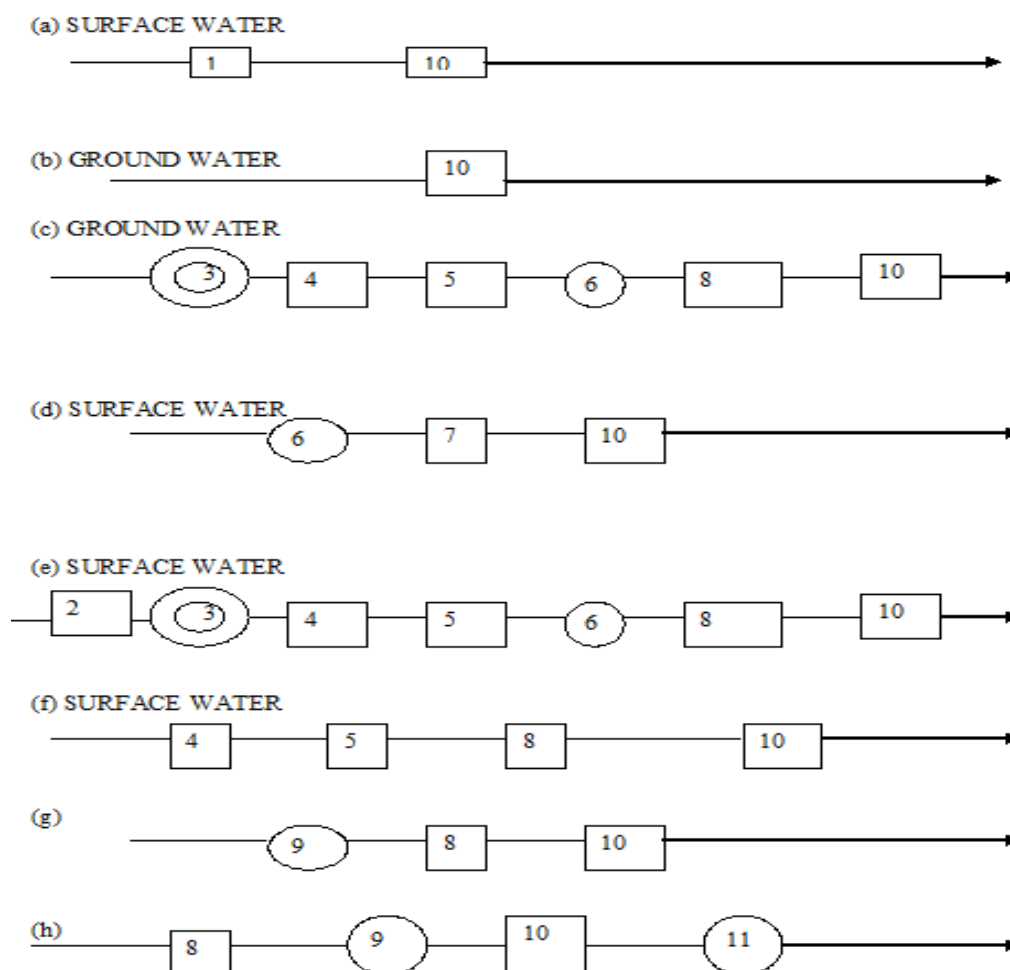 (a) SURFACE WATER
1 10
(b) GROUND WATER
10
(c) GROUND WATER
3 4 5 6 8 10
(d) SURFACE WATER
6 7 10
(e) SURFACE WATER
2 3 4 5 6 8 10
(f) SURFACE WATER
4 5 8 10
(g)
9 8 10
(h)
8 9 10 11